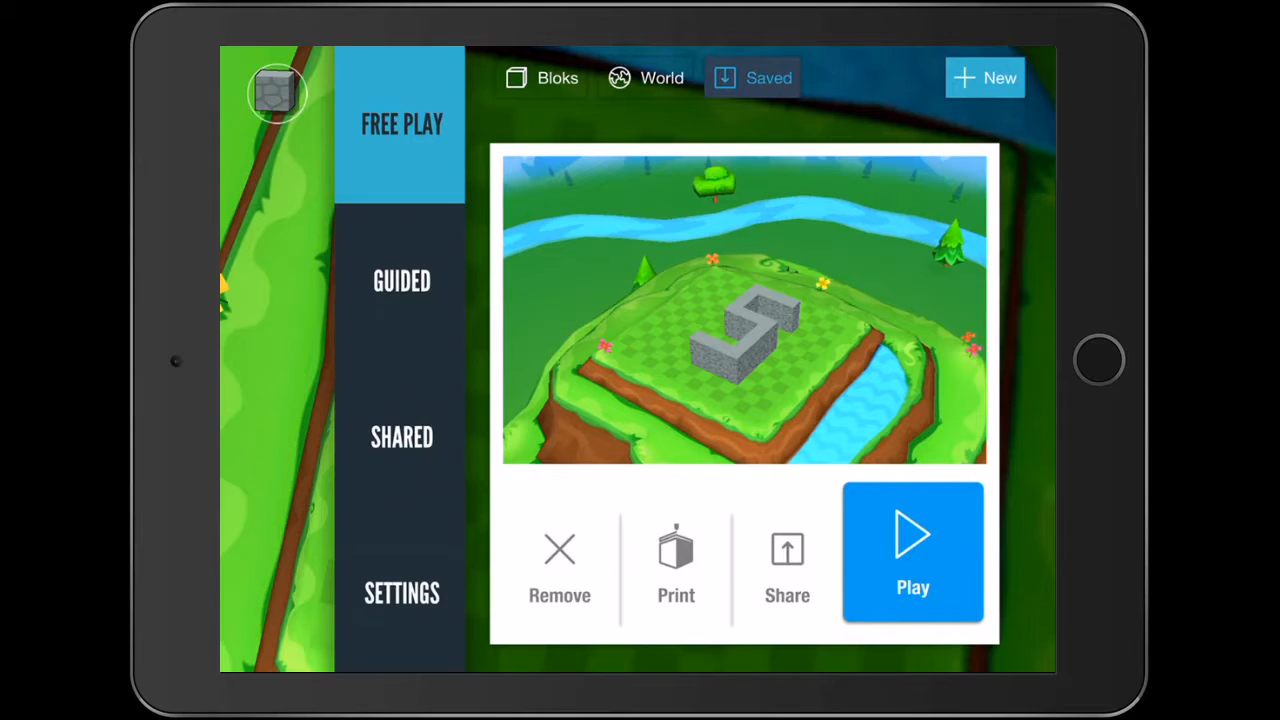 Bloks World Saved New
FREE PLAY
GUIDED
SHARED
SETTINGS
Remove Print Share Play